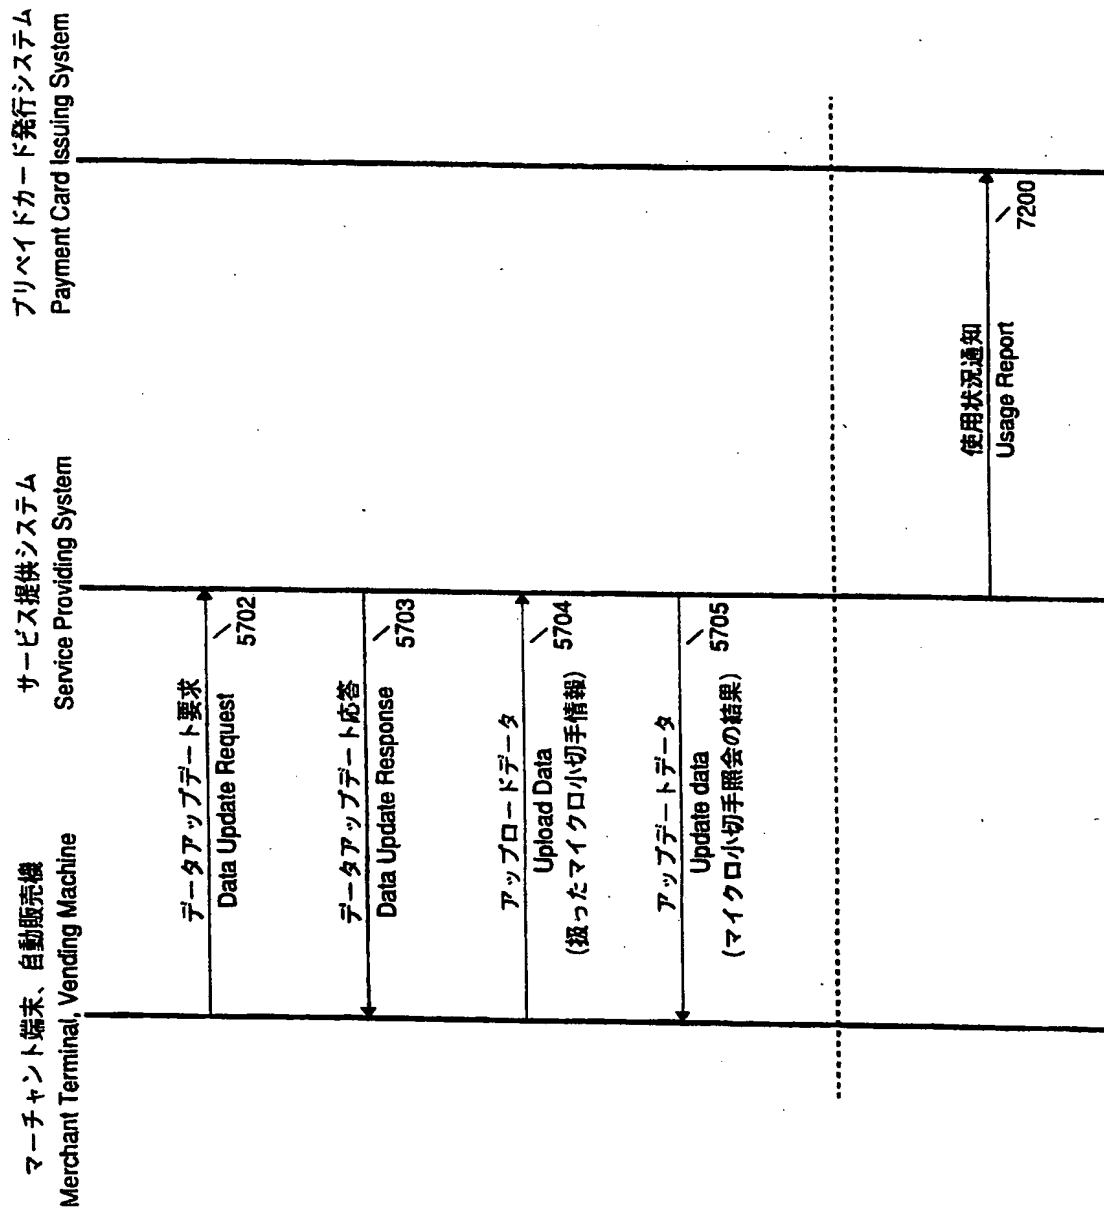 マーチャント端末、自動販売機
Merchant Terminal, Vending Machine
サービス提供システム
Service Providing System
プリペイドカード発行システム
Payment Card Issuing System
データアップデート要求
Data Update Request
5702
データアップデート応答
Data Update Response
5703
アップロードデータ
Upload Data
(扱ったマイクロ小切手情報)
5704
アップデートデータ
Update data
(マイクロ小切手照会の結果)
5705
使用状況通知
Usage Report
7200